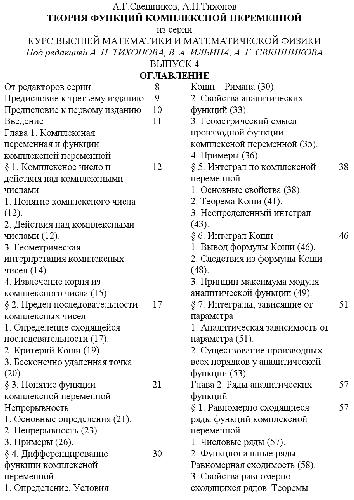 А.Г.Свешников, А.Н.Тихонов
ТЕОРИЯ ФУНКЦИЙ КОМПЛЕКСНОЙ ПЕРЕМЕННОЙ
из серии
КУРС ВЫСШЕЙ МАТЕМАТИКИ И МАТЕМАТИЧЕСКОЙ ФИЗИКИ
Под редакцией А. Н. ТИХОНОВА, В. А. ИЛЬИНА, А. Г. СВЕШНИКОВА
ВЫПУСК 4
ОГЛАВЛЕНИЕ
От редакторов серии 8
Предисловие к третьему изданию 9
Предисловие к первому изданию 10
Введение 11
Глава 1. Комплексная
переменная и функции
комплексной переменной
§ 1. Комплексное число и 12
действия над комплексными
числами
1. Понятие комплексного числа
(12).
2. Действия над комплексными
числами (12).
3. Геометрическая
интерпретация комплексных
чисел (14)
4. Извлечение корня из
комплексного числа (15)
§ 2. Предел последовательности 17
комплексных чисел
1. Определение сходящейся
последовательности (17).
2. Критерий Коши (19)
3. Бесконечно удаленная точка
(20)
§ 3. Понятие функции 21
комплексной переменной.
Непрерывность
1. Основные определения (21).
2. Непрерывность (23).
3. Примеры (26).
§ 4. Дифференцирование 30
функции комплексной
переменной
1. Определение. Условия
Коши—Римана (30).
2. Свойства аналитических
функций (33)
3. Геометрический смысл
производной функции
комплексной переменной (35).
4. Примеры (36)
§ 5. Интеграл по комплексной 38
переменной
1. Основные свойства (38)
2. Теорема Коши (41).
3. Неопределенный интеграл
(43).
§ 6. Интеграл Коши 46
1. Вывод формулы Коши (46).
2. Следствия из формулы Коши
(48).
3. Принцип максимума модуля
аналитической функции (49)
§ 7. Интегралы, зависящие от 51
параметра
1. Аналитическая зависимость от
параметра (51).
2. Существование производных
всех порядков у аналитической
функции (53)
Глава 2. Ряды аналитических 57
функций
§ 1. Равномерно сходящиеся 57
ряды функций комплексной
переменной
1. Числовые ряды (57).
2. Функциональные ряды.
Равномерная сходимость (58).
3. Свойства равномерно
сходящихся рядов. Теоремы